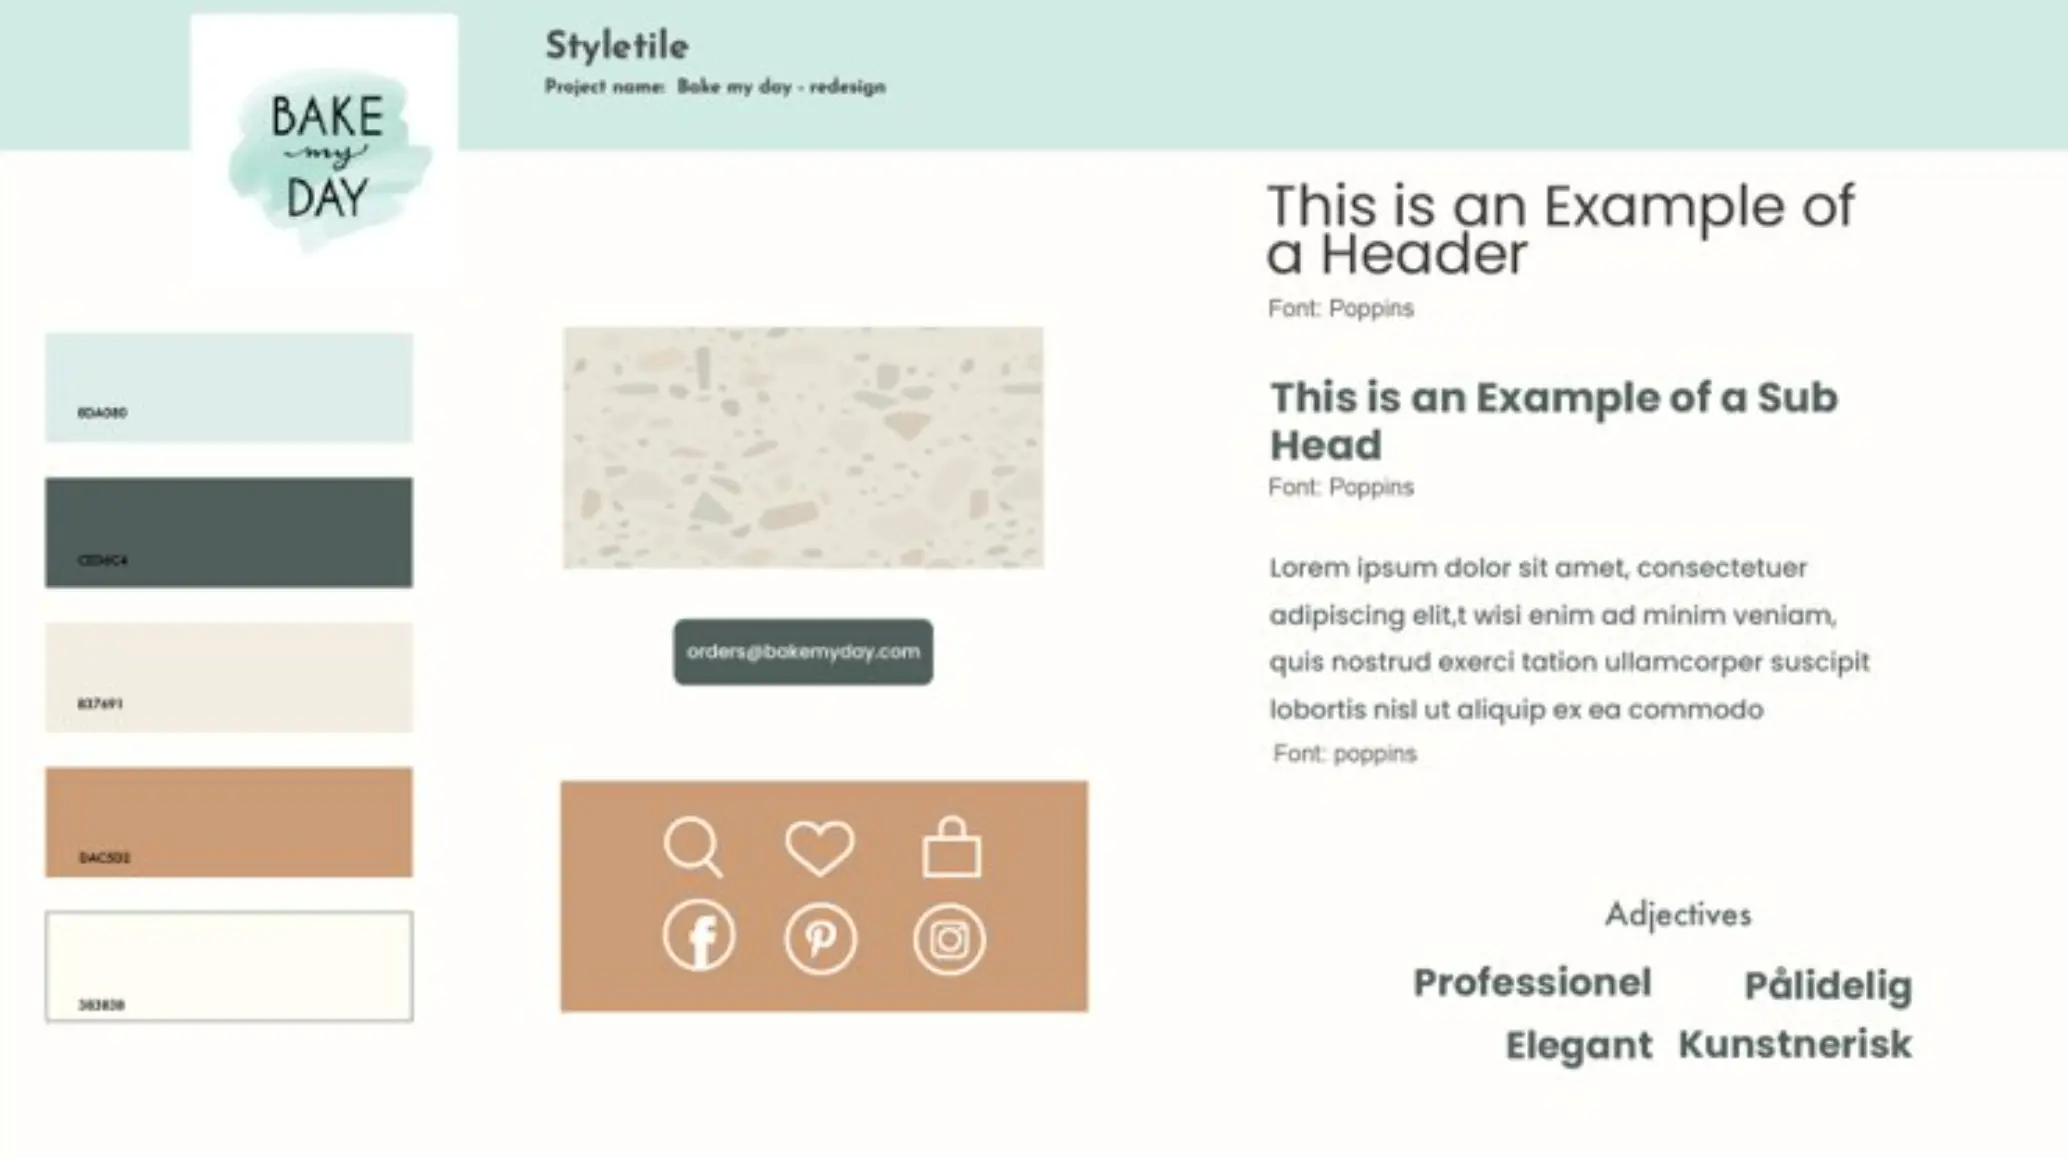 BAKE
my
DAY
Styletile
Project name: Bake my day - redesign
8DA080
CED6C4
837691
DAC5D2
383838
orders@bakemyday.com
This is an Example of
a Header
Font: Poppins
This is an Example of a Sub
Head
Font: Poppins
Lorem ipsum dolor sit amet, consectetuer
adipiscing elit,t wisi enim ad minim veniam,
quis nostrud exerci tation ullamcorper suscipit
lobortis nisl ut aliquip ex ea commodo
Font: poppins
Adjectives
Professionel Pålidelig
Elegant Kunstnerisk